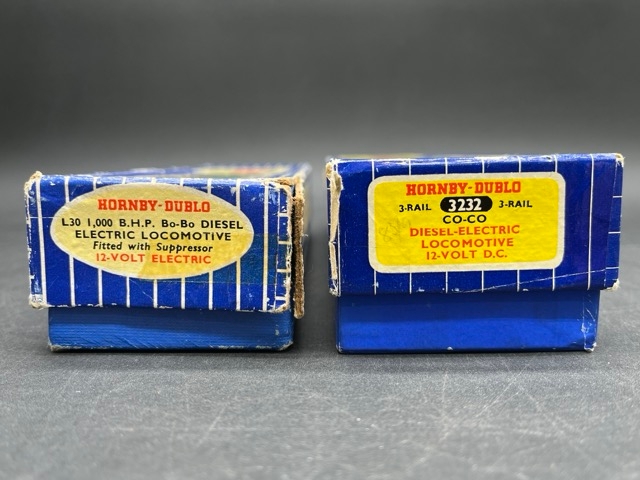 HORNBY-DUBLO
L30 1,000 B.H.P. Bo-Bo DIESEL
ELECTRIC LOCOMOTIVE
Fitted with Suppressor
12-VOLT ELECTRIC
HORNBY-DUBLO
3-RAIL 3232 3-RAIL
CO-CO
DIESEL-ELECTRIC
LOCOMOTIVE
12-VOLT D.C.